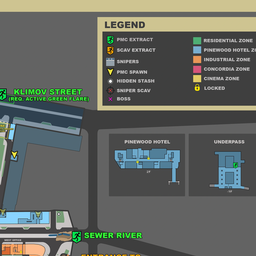 LEGEND
PMC EXTRACT
SCAV EXTRACT
SNIPERS
PMC SPAWN
HIDDEN STASH
SNIPER SCAV
BOSS
RESIDENTIAL ZONE
PINEWOOD HOTEL ZO
INDUSTRIAL ZONE
CONCORDIA ZONE
CINEMA ZONE
LOCKED
KLIMOV STREET
(REQ. ACTIVE GREEN FLARE)
PINEWOOD HOTEL
UNDERPASS
SEWER RIVER